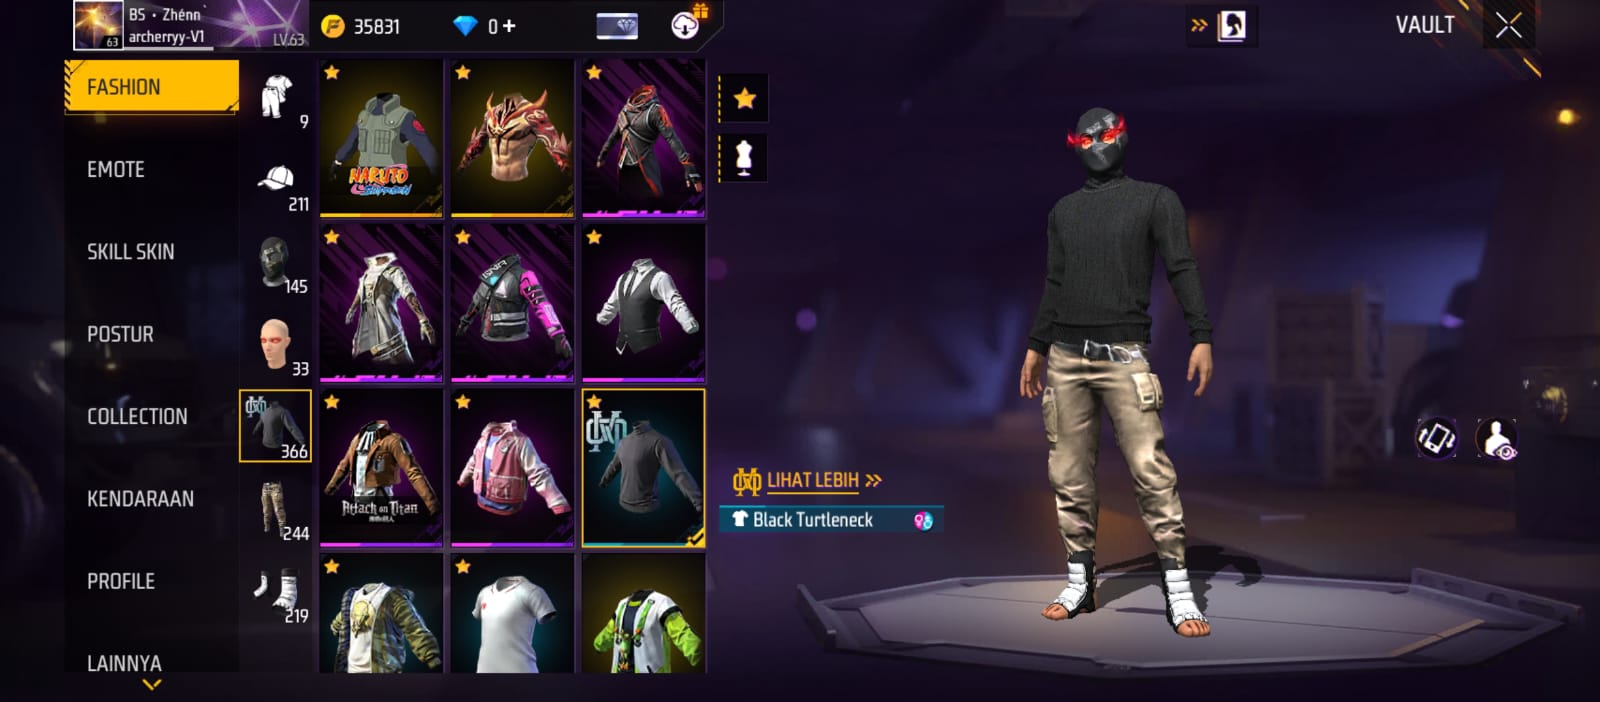 BS • Zhénn`
archerryy-V1
63
LV.63
35831
0 +
VAULT
FASHION
EMOTE
SKILL SKIN
POSTUR
COLLECTION
KENDARAAN
PROFILE
LAINNYA
9
211
145
33
366
244
219
NARUTO
Shippuden
Attack on Titan
LIHAT LEBIH
Black Turtleneck